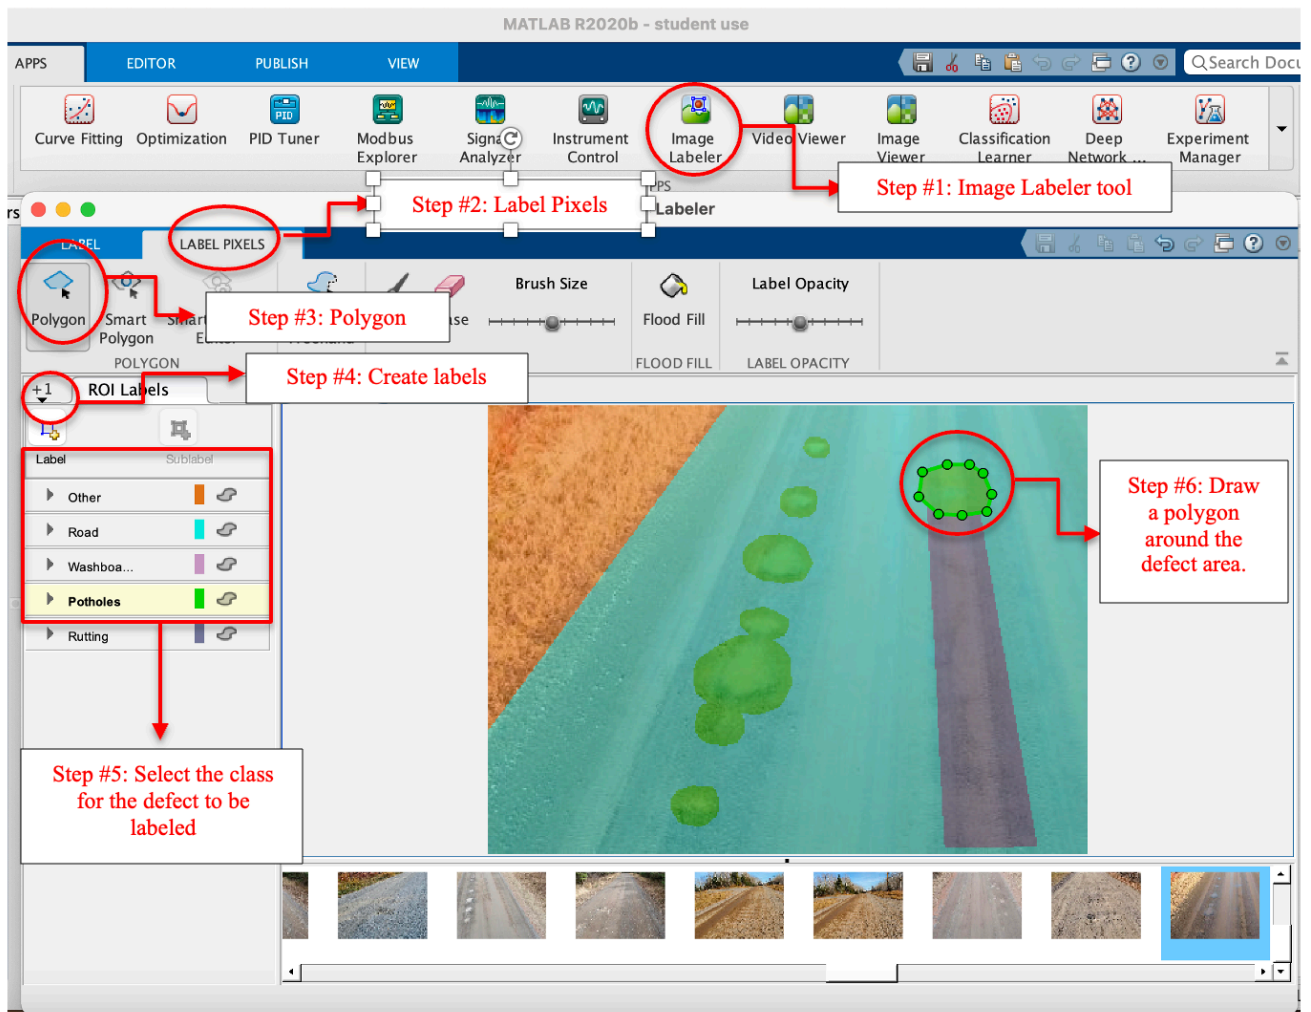 MATLAB R2020b - student use
APPS EDITOR PUBLISH VIEW
Search Docu
Curve Fitting Optimization PID Tuner Modbus Explorer Signal Analyzer Instrument Control Image Labeler Video Viewer Image Viewer Classification Learner Deep Network ... Experiment Manager
PID
Step #1: Image Labeler tool
Step #2: Label Pixels
Labeler
LABEL LABEL PIXELS
Brush Size
Label Opacity
Polygon Smart Polygon
Step #3: Polygon
Flood Fill
POLYGON
FLOOD FILL LABEL OPACITY
Step #4: Create labels
+1 ROI Labels
Label Sublabel
Other
Road
Washboa...
Potholes
Rutting
Step #6: Draw
a polygon
around the
defect area.
Step #5: Select the class
for the defect to be
labeled